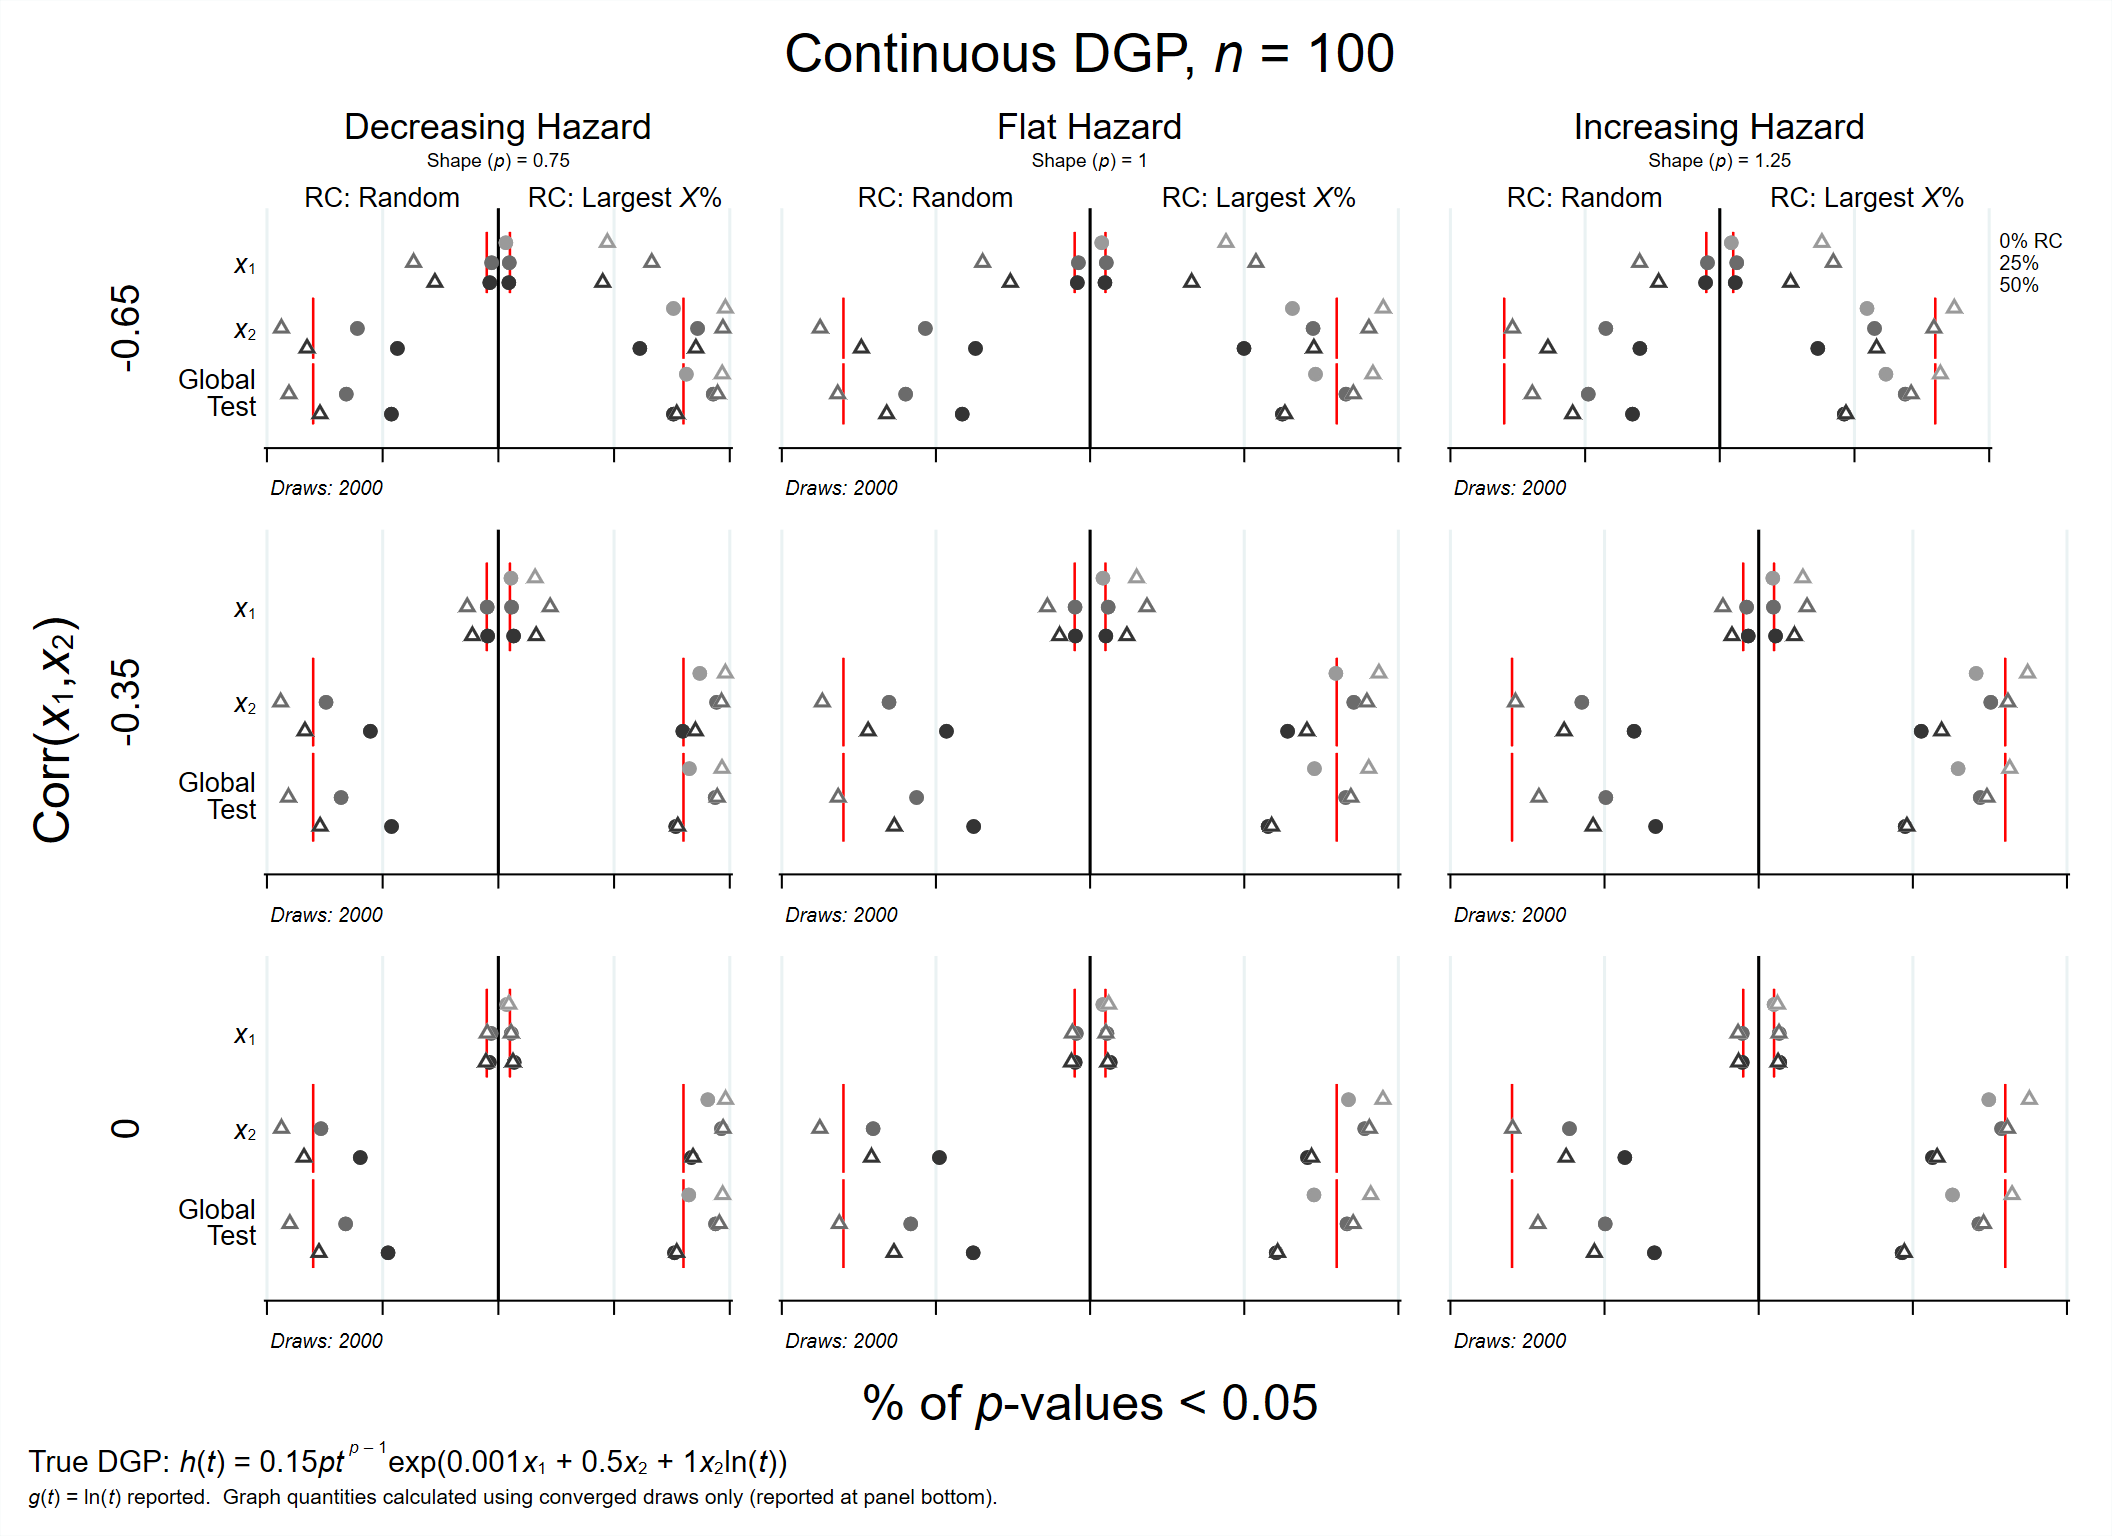 Continuous DGP, n = 100
Decreasing Hazard
Shape (p) = 0.75
RC: Random
RC: Largest X%
Flat Hazard
Shape (p) = 1
RC: Random
RC: Largest X%
Increasing Hazard
Shape (p) = 1.25
RC: Random
RC: Largest X%
0% RC
25%
50%
Corr(x₁,x₂)
-0.65
x₁
x₂
Global
Test
Draws: 2000
Draws: 2000
Draws: 2000
-0.35
x₁
x₂
Global
Test
Draws: 2000
Draws: 2000
Draws: 2000
0
x₁
x₂
Global
Test
Draws: 2000
Draws: 2000
Draws: 2000
% of p-values < 0.05
True DGP: h(t) = 0.15pt^(p − 1)exp(0.001x₁ + 0.5x₂ + 1x₂ln(t))
g(t) = ln(t) reported. Graph quantities calculated using converged draws only (reported at panel bottom).